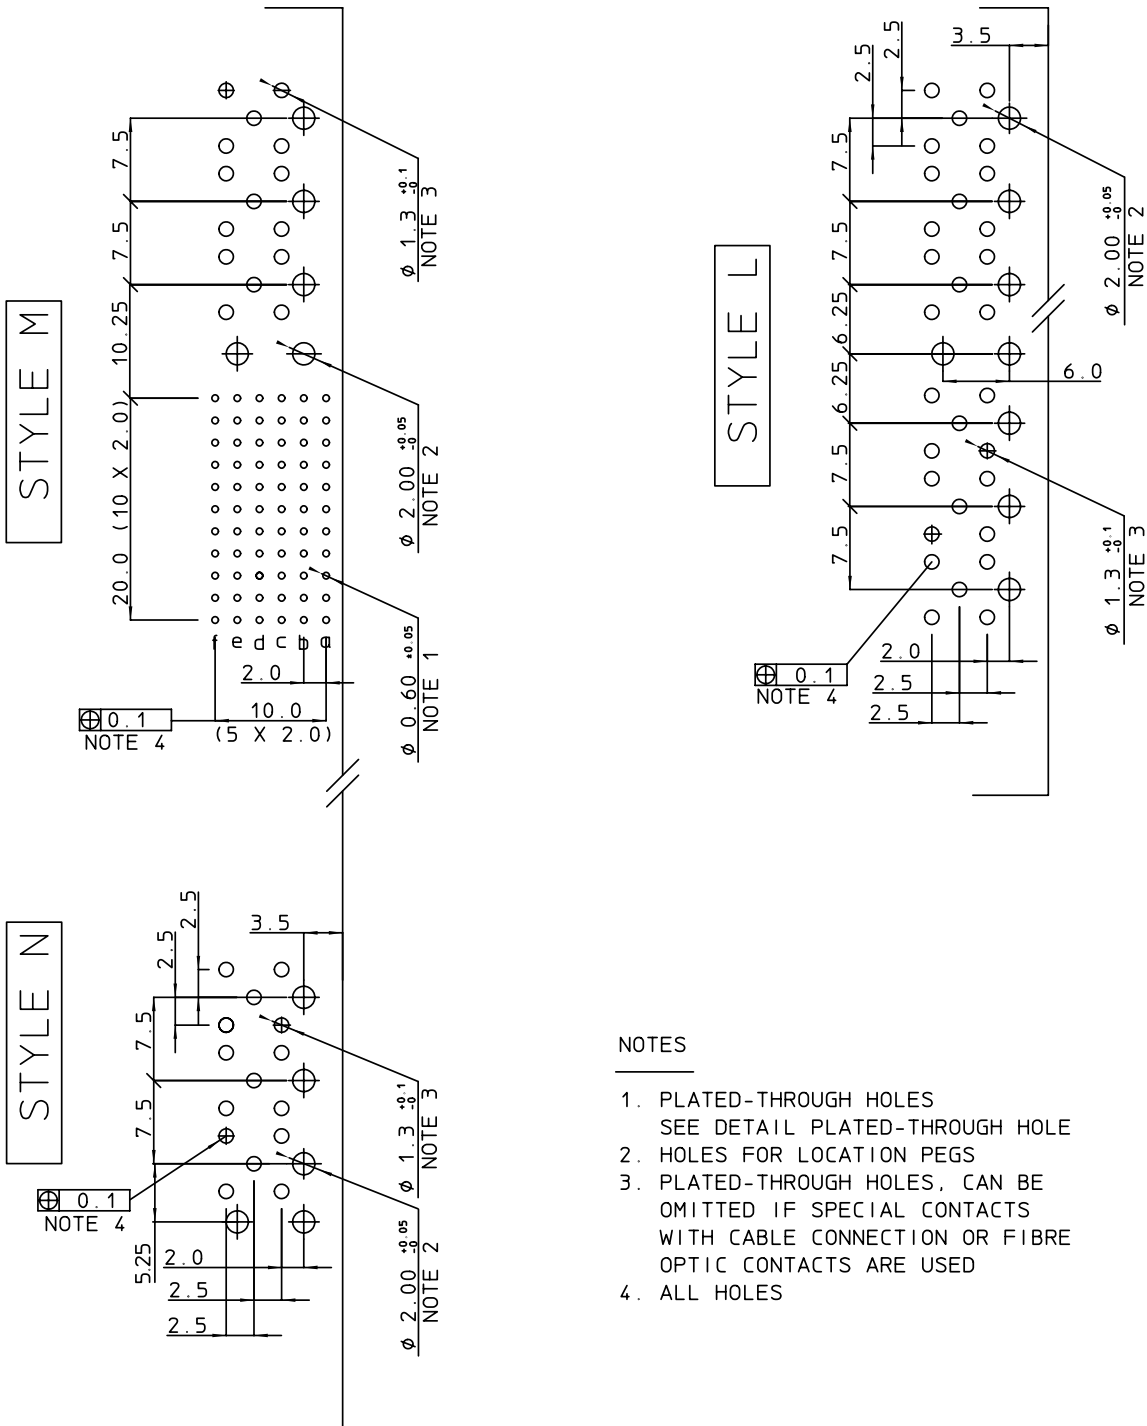 STYLE M
7.5
7.5
10.25
20.0 (10 X 2.0)
ø 1.3 +0.1 -0
NOTE 3
ø 2.00 +0.05 -0
NOTE 2
ø 0.60 ±0.05
NOTE 1
f e d c b a
2.0
10.0
(5 X 2.0)
⌖ 0.1
NOTE 4
STYLE L
2.5
2.5
3.5
7.5
7.5
6.25
6.25
7.5
7.5
6.0
ø 2.00 +0.05 -0
NOTE 2
ø 1.3 +0.1 -0
NOTE 3
⌖ 0.1
NOTE 4
2.0
2.5
2.5
STYLE N
2.5
2.5
3.5
7.5
7.5
5.25
ø 1.3 +0.1 -0
NOTE 3
ø 2.00 +0.05 -0
NOTE 2
⌖ 0.1
NOTE 4
2.0
2.5
2.5
NOTES
1. PLATED-THROUGH HOLES
SEE DETAIL PLATED-THROUGH HOLE
2. HOLES FOR LOCATION PEGS
3. PLATED-THROUGH HOLES, CAN BE
OMITTED IF SPECIAL CONTACTS
WITH CABLE CONNECTION OR FIBRE
OPTIC CONTACTS ARE USED
4. ALL HOLES